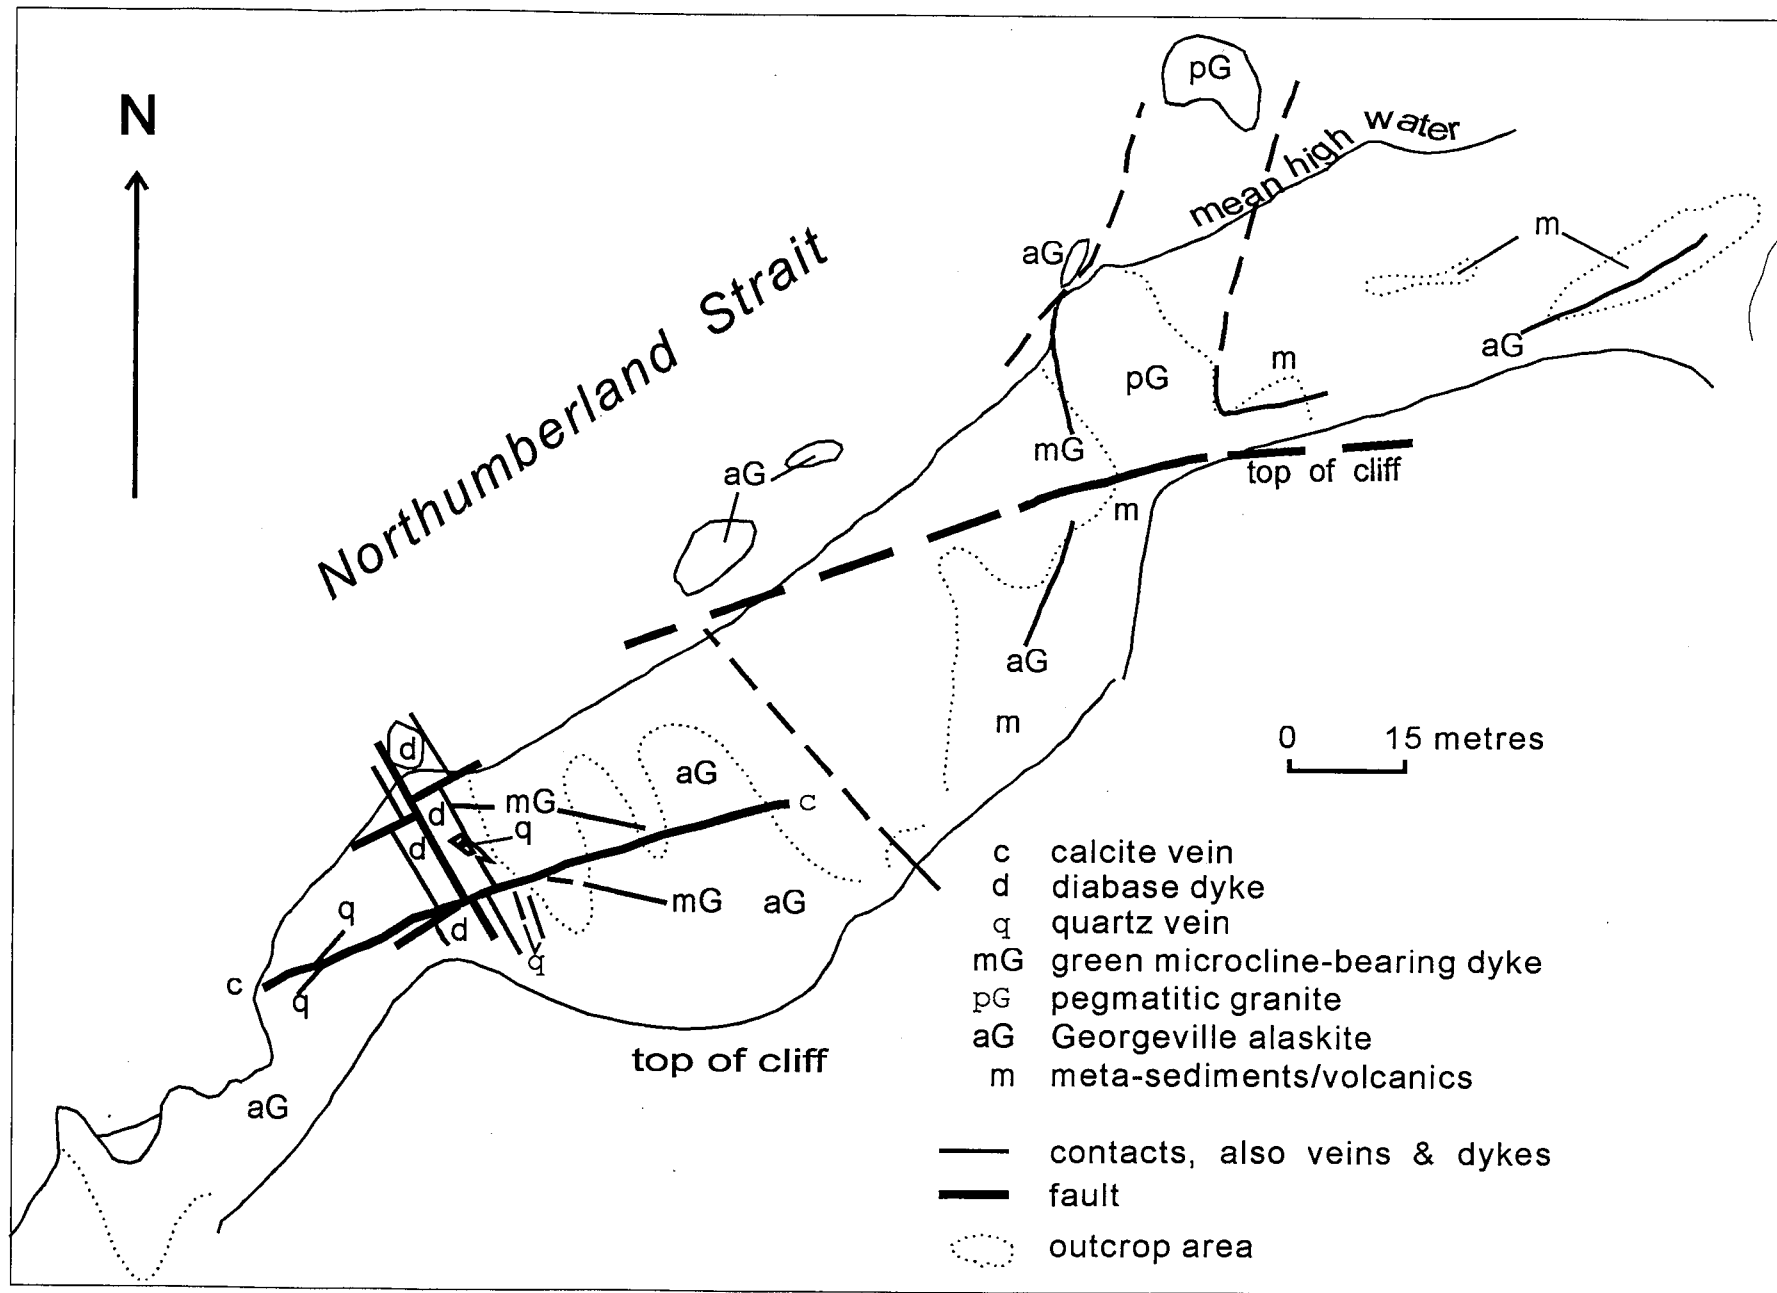 pG
N
mean high water
aG
m
Northumberland Strait
aG
pG
m
mG
aG
top of cliff
m
aG
m
0 15 metres
d
aG
mG
c
d
q
d
q
mG
aG
d
q
c
q
top of cliff
aG
c calcite vein
d diabase dyke
q quartz vein
mG green microcline-bearing dyke
pG pegmatitic granite
aG Georgeville alaskite
m meta-sediments/volcanics
contacts, also veins & dykes
fault
outcrop area